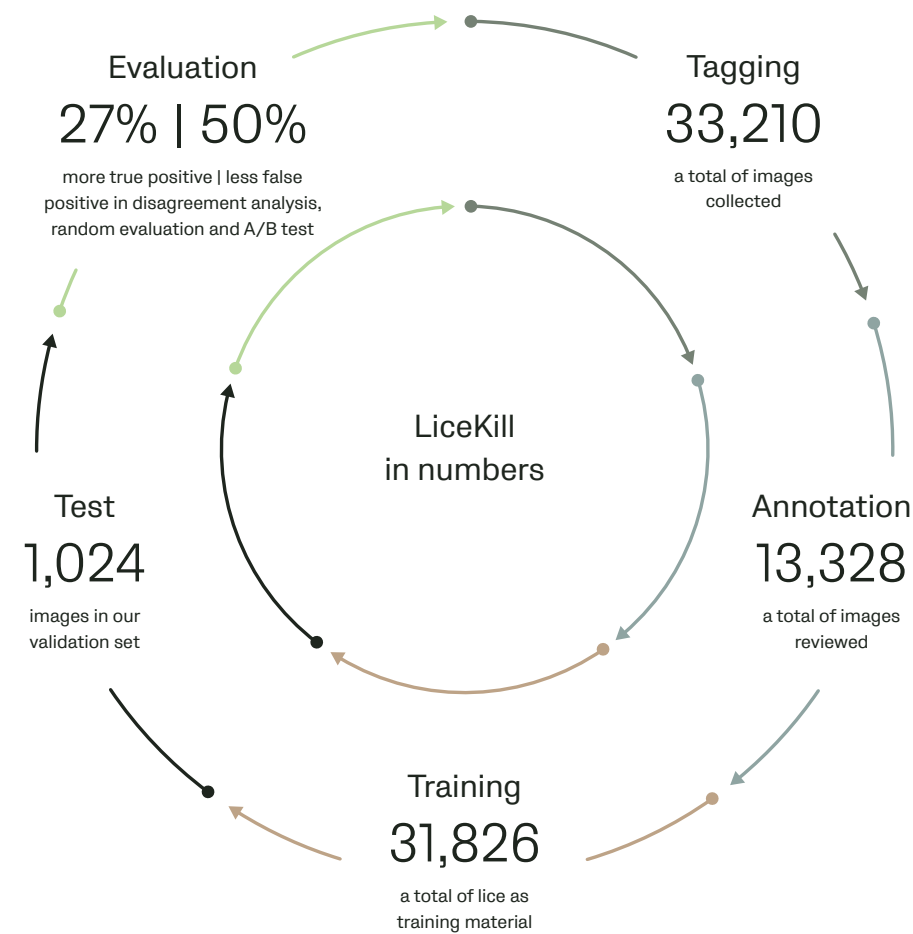 Evaluation
27% | 50%
more true positive | less false
positive in disagreement analysis,
random evaluation and A/B test
Tagging
33,210
a total of images
collected
LiceKill
in numbers
Test
1,024
images in our
validation set
Annotation
13,328
a total of images
reviewed
Training
31,826
a total of lice as
training material